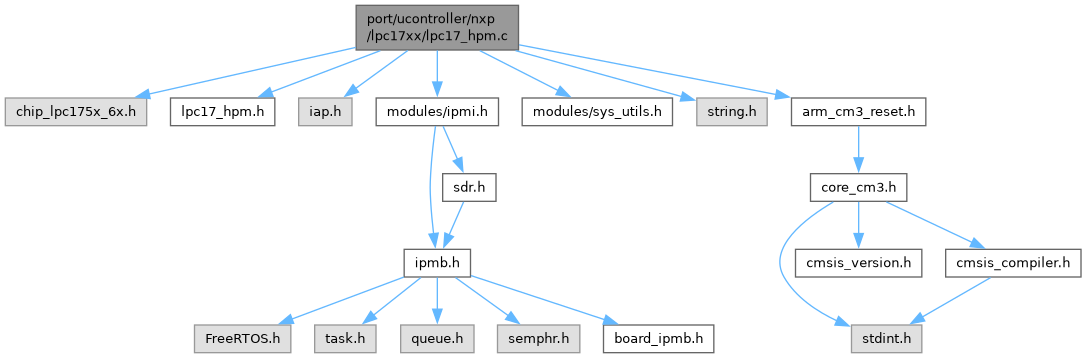 port/ucontroller/nxp
/lpc17xx/lpc17_hpm.c
chip_lpc175x_6x.h
lpc17_hpm.h
iap.h
modules/ipmi.h
modules/sys_utils.h
string.h
arm_cm3_reset.h
sdr.h
core_cm3.h
ipmb.h
cmsis_version.h
cmsis_compiler.h
FreeRTOS.h
task.h
queue.h
semphr.h
board_ipmb.h
stdint.h